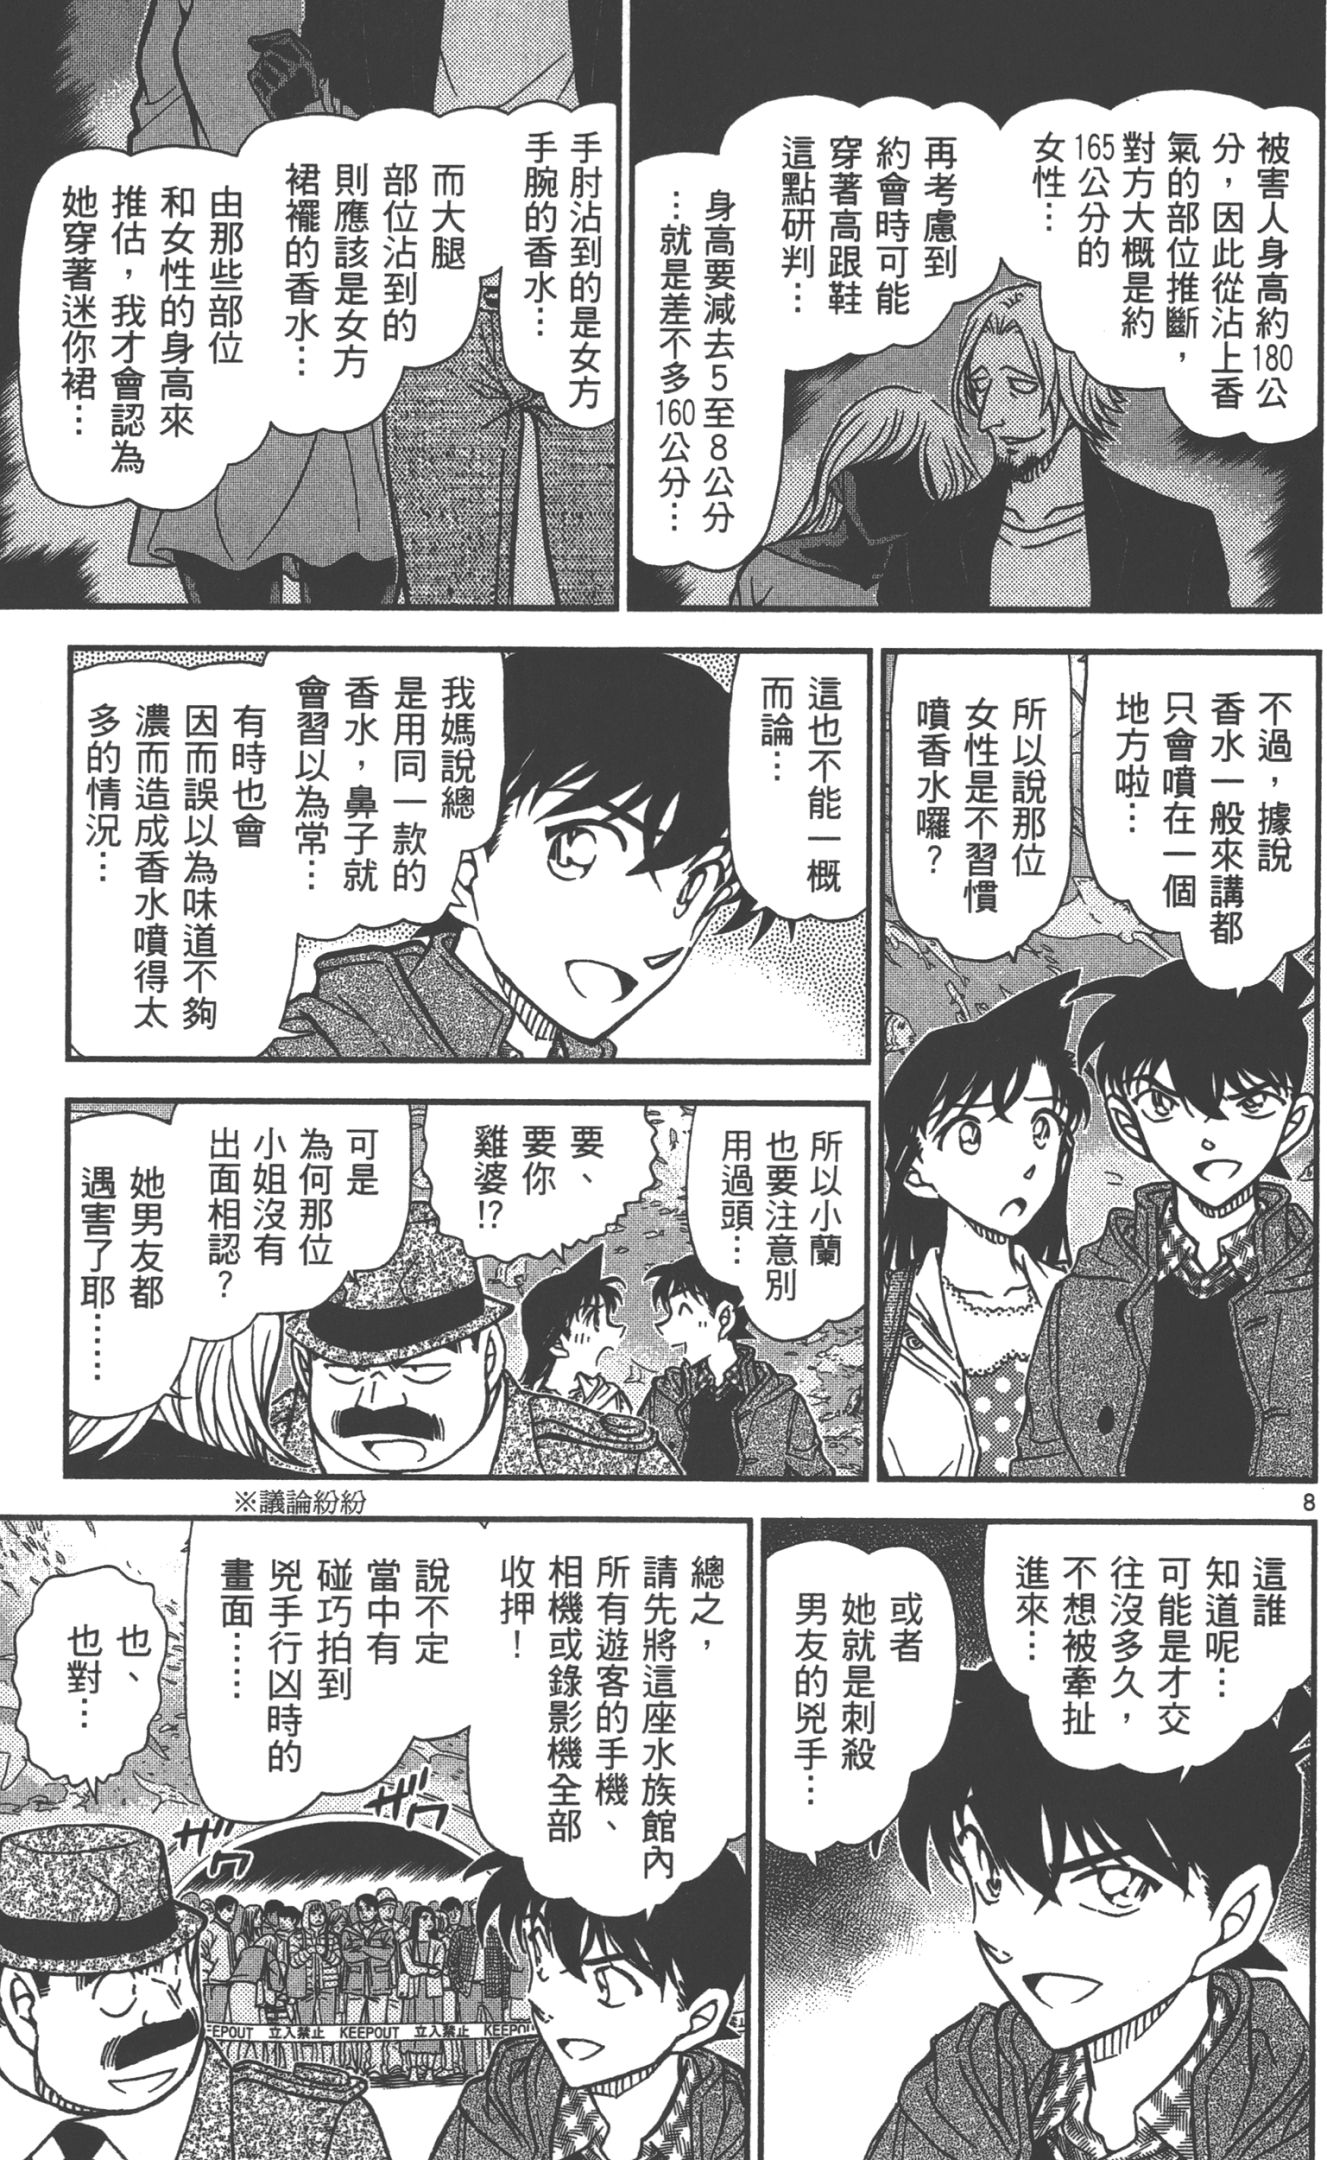 被害人身高約180公
分，因此從沾上香
氣的部位推斷，
對方大概是約
165公分的
女性…
再考慮到
約會時可能
穿著高跟鞋
這點研判…
身高要減去5至8公分
…就是差不多160公分…
手肘沾到的是女方
手腕的香水…
而大腿
部位沾到的
則應該是女方
裙襬的香水…
由那些部位
和女性的身高來
推估，我才會認為
她穿著迷你裙…
不過，據說
香水一般來講都
只會噴在一個
地方啦…
所以說那位
女性是不習慣
噴香水囉？
這也不能一概
而論…
我媽說總
是用同一款的
香水，鼻子就
會習以為常…
有時也會
因而誤以為味道不夠
濃而造成香水噴得太
多的情況…
所以小蘭
也要注意別
用過頭…
要、
要你
雞婆!?
可是
為何那位
小姐沒有
出面相認？
她男友都
遇害了耶……
※議論紛紛
8
這誰
知道呢…
可能是才交
往沒多久，
不想被牽扯
進來…
或者
她就是刺殺
男友的兇手…
總之，
請先將這座水族館內
所有遊客的手機、
相機或錄影機全部
收押！
說不定
當中有
碰巧拍到
兇手行凶時的
畫面……
ザワ
ザワ
也、
也對…
KEEPOUT 立入禁止 KEEPOUT 立入禁止 KEEPOUT